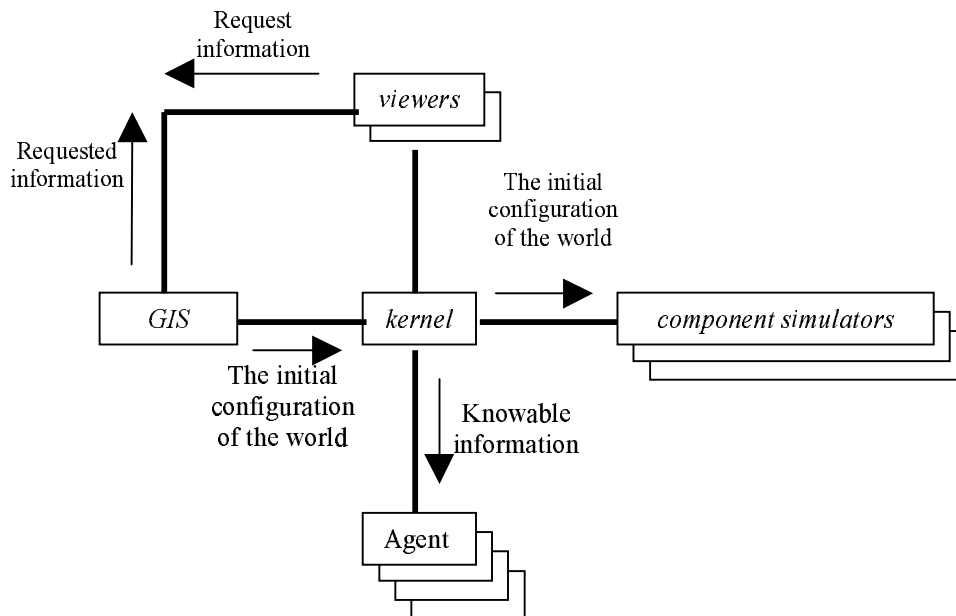 Request
information
viewers
Requested
information
The initial
configuration
of the world
GIS
kernel
component simulators
The initial
configuration
of the world
Knowable
information
Agent